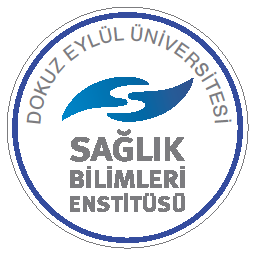 DOKUZ EYLÜL ÜNİVERSİTESİ
SAĞLIK
BİLİMLERİ
ENSTİTÜSÜ